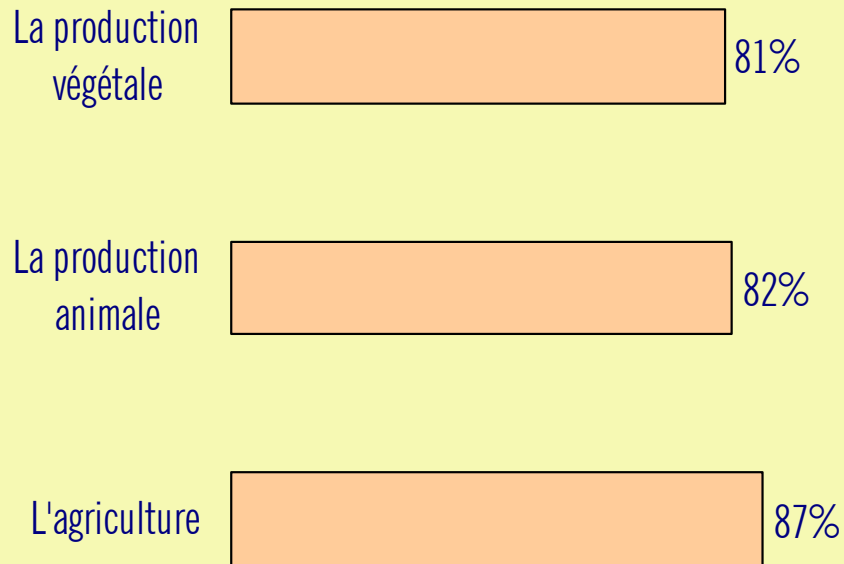 La production
végétale
81%
La production
animale
82%
L'agriculture
87%